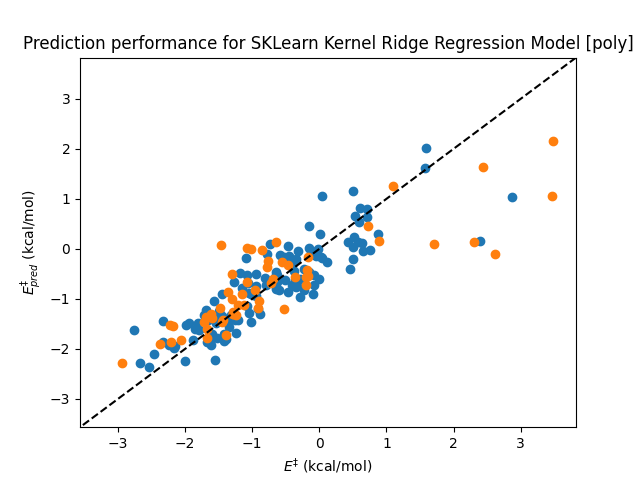 Prediction performance for SKLearn Kernel Ridge Regression Model [poly]
3
2
1
0
−1
−2
−3
E‡pred (kcal/mol)
−3 −2 −1 0 1 2 3
E‡ (kcal/mol)